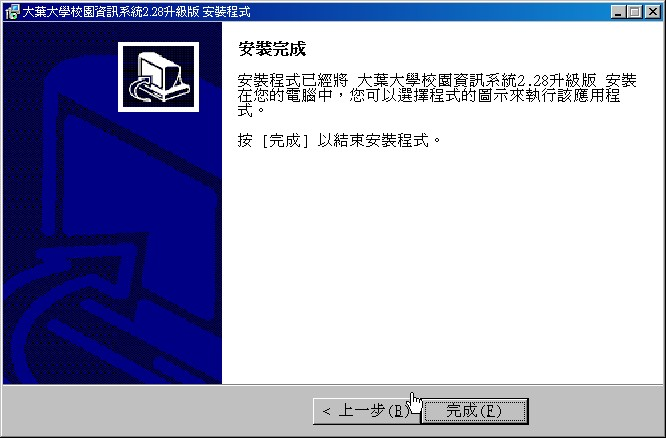 大葉大學校園資訊系統2.28升級版 安裝程式
安裝完成
安裝程式已經將 大葉大學校園資訊系統2.28升級版 安裝
在您的電腦中，您可以選擇程式的圖示來執行該應用程
式。
按 [完成] 以結束安裝程式。
< 上一步(B) 完成(F)